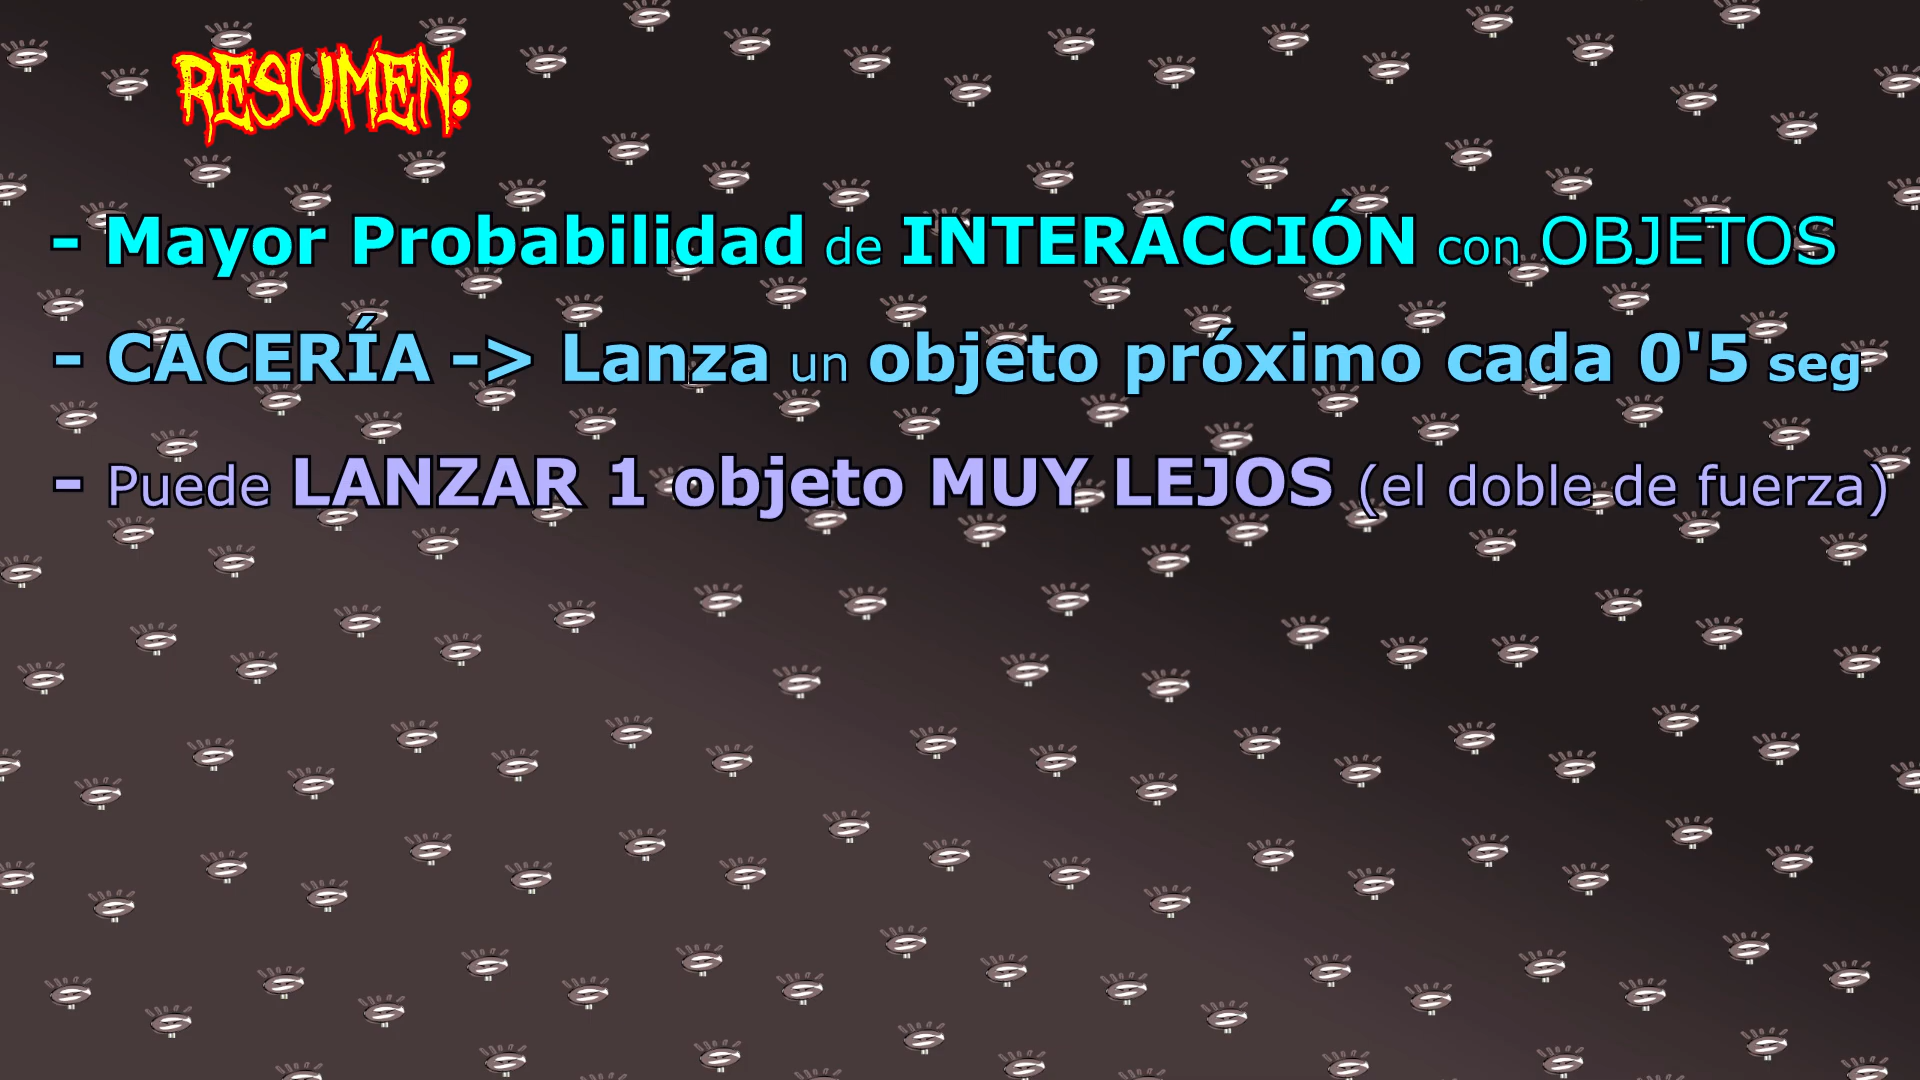 RESUMEN:
- Mayor Probabilidad de INTERACCIÓN con OBJETOS
- CACERÍA -> Lanza un objeto próximo cada 0'5 seg
- Puede LANZAR 1 objeto MUY LEJOS (el doble de fuerza)